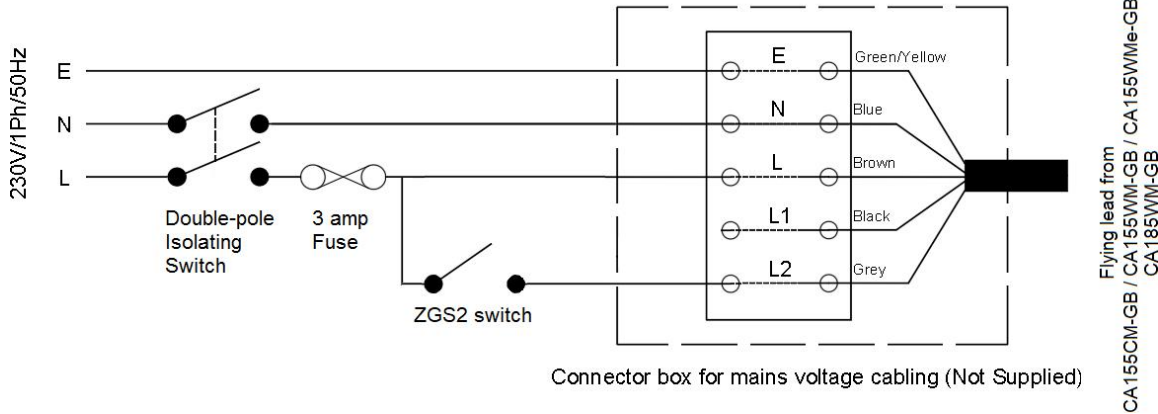 230V/1Ph/50Hz
E
N
L
Double-pole
Isolating
Switch
3 amp
Fuse
ZGS2 switch
E
Green/Yellow
N
Blue
L
Brown
L1
Black
L2
Grey
Connector box for mains voltage cabling (Not Supplied)
Flying lead from
CA155CM-GB / CA155WM-GB / CA155WMe-GB
CA185WM-GB